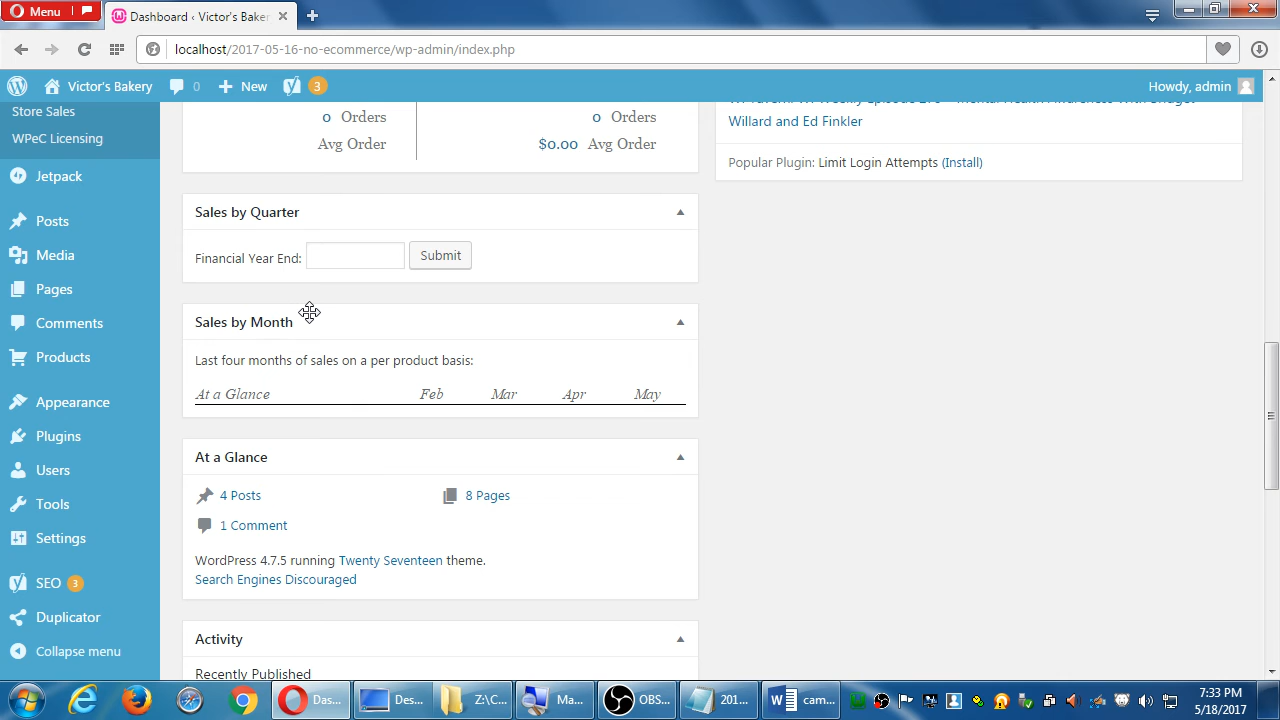 Menu
Dashboard ‹ Victor's Baker
localhost/2017-05-16-no-ecommerce/wp-admin/index.php
Victor's Bakery 0 New 3 Howdy, admin
Store Sales
WPeC Licensing
Jetpack
Posts
Media
Pages
Comments
Products
Appearance
Plugins
Users
Tools
Settings
SEO 3
Duplicator
Collapse menu
0 Orders 0 Orders
Avg Order $0.00 Avg Order
Sales by Quarter
Financial Year End: Submit
Sales by Month
Last four months of sales on a per product basis:
At a Glance Feb Mar Apr May
At a Glance
4 Posts 8 Pages
1 Comment
WordPress 4.7.5 running Twenty Seventeen theme.
Search Engines Discouraged
Activity
Recently Published
Willard and Ed Finkler
Popular Plugin: Limit Login Attempts (Install)
Das... Des... Z:\C... Ma... OBS... 201... cam...
7:33 PM
5/18/2017